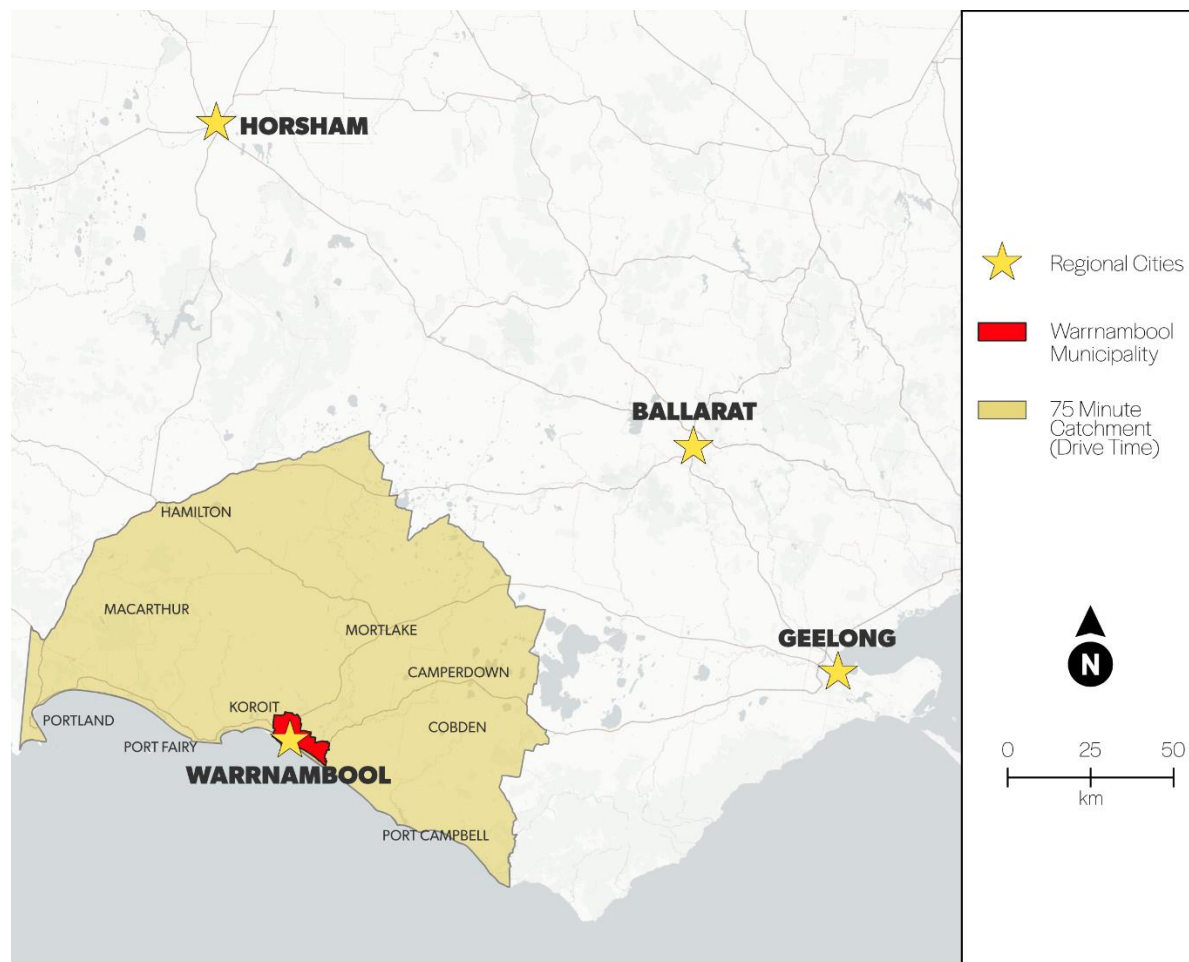 HORSHAM
BALLARAT
HAMILTON
MACARTHUR
MORTLAKE
GEELONG
CAMPERDOWN
KOROIT
PORTLAND
COBDEN
PORT FAIRY
WARRNAMBOOL
PORT CAMPBELL
Regional Cities
Warrnambool
Municipality
75 Minute
Catchment
(Drive Time)
N
0 25 50
km